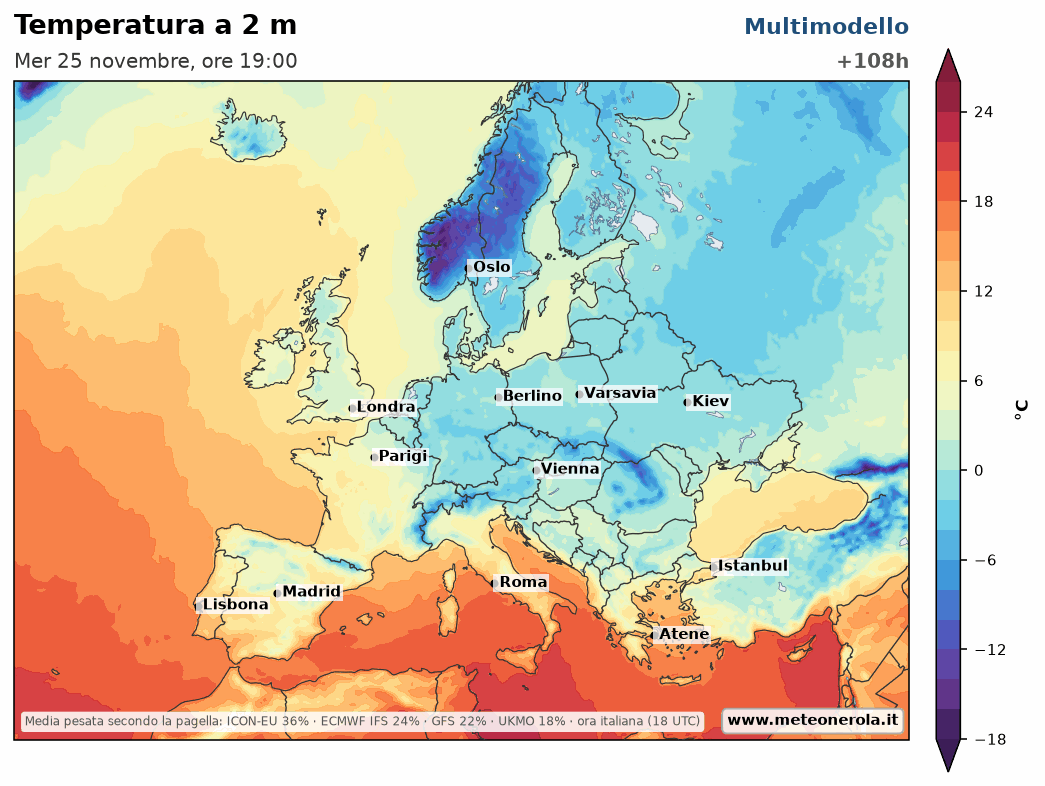 Temperatura a 2 m
Multimodello
Mer 25 novembre, ore 19:00
+108h
24
18
12
6
0
−6
−12
−18
°C
Oslo
Berlino
Varsavia
Kiev
Londra
Parigi
Vienna
Istanbul
Roma
Madrid
Lisbona
Atene
Media pesata secondo la pagella: ICON-EU 36% · ECMWF IFS 24% · GFS 22% · UKMO 18% · ora italiana (18 UTC)
www.meteonerola.it